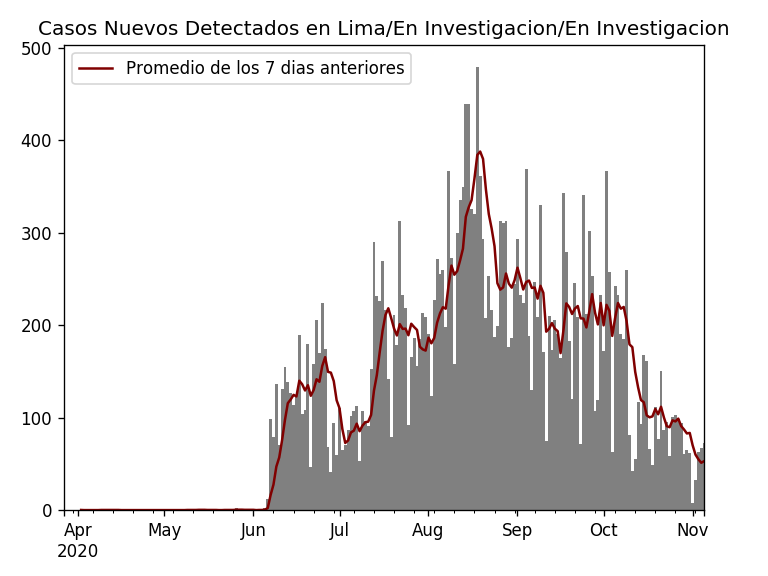 Casos Nuevos Detectados en Lima/En Investigacion/En Investigacion
Promedio de los 7 dias anteriores
500
400
300
200
100
0
Apr May Jun Jul Aug Sep Oct Nov
2020